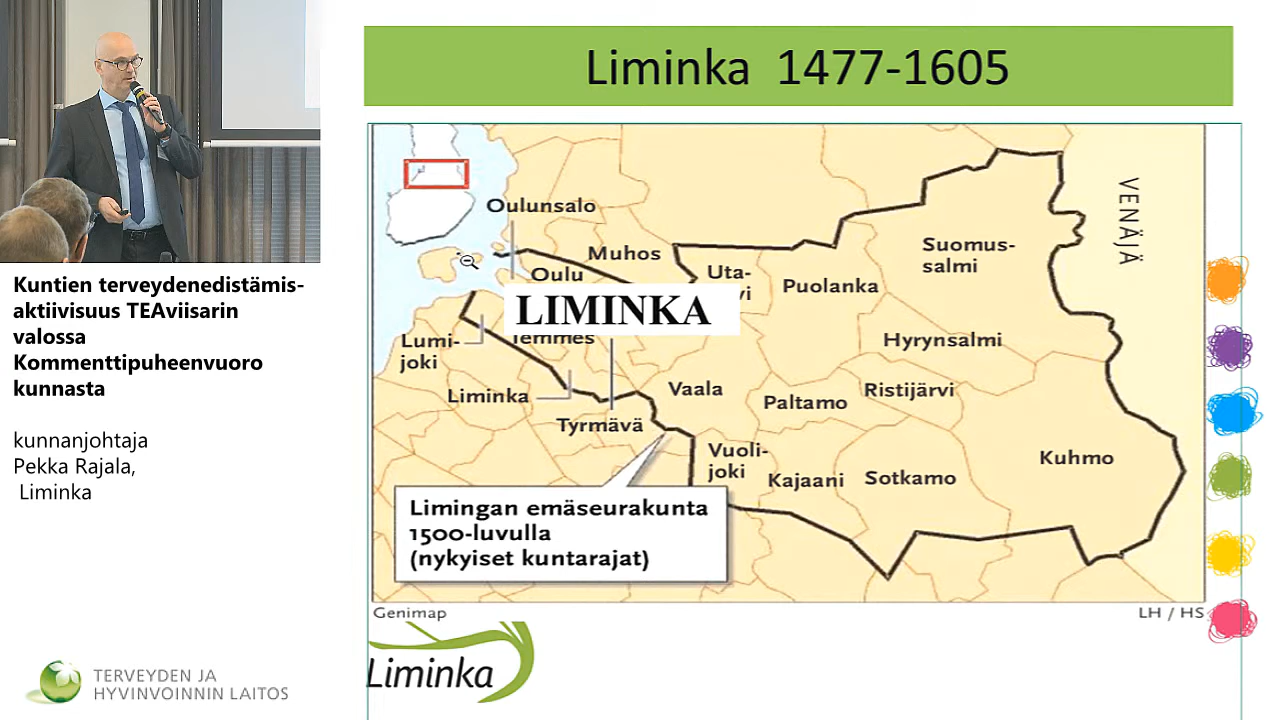 Liminka 1477-1605
Kuntien terveydenedistämis-
aktiivisuus TEAviisarin
valossa
Kommenttipuheenvuoro
kunnasta
kunnanjohtaja
Pekka Rajala,
Liminka
TERVEYDEN JA
HYVINVOINNIN LAITOS
Oulunsalo
Muhos
Oulu
Uta-
vi
Puolanka
Suomus-
salmi
VENÄJÄ
LIMINKA
Temmes
Lumi-
joki
Hyrynsalmi
Liminka
Vaala
Paltamo
Ristijärvi
Tyrmävä
Vuoli-
joki
Kajaani
Sotkamo
Kuhmo
Limingan emäseurakunta
1500-luvulla
(nykyiset kuntarajat)
Genimap
LH / HS
Liminka